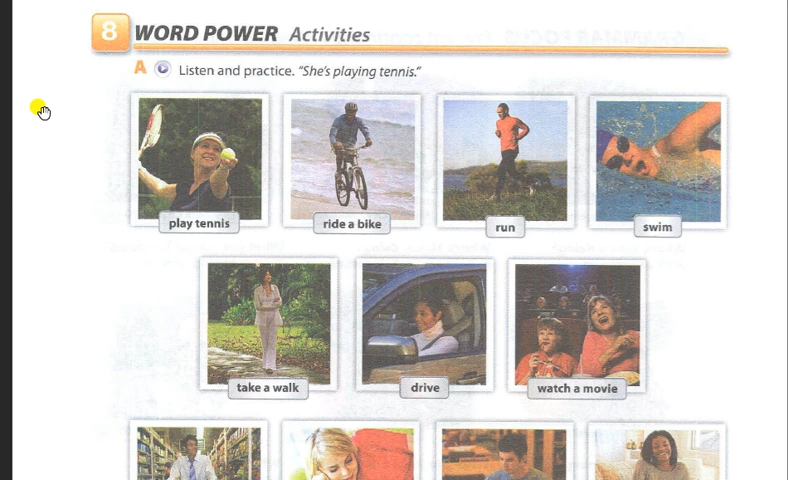 8 WORD POWER Activities
A Listen and practice. "She's playing tennis."
play tennis
ride a bike
run
swim
take a walk
drive
watch a movie